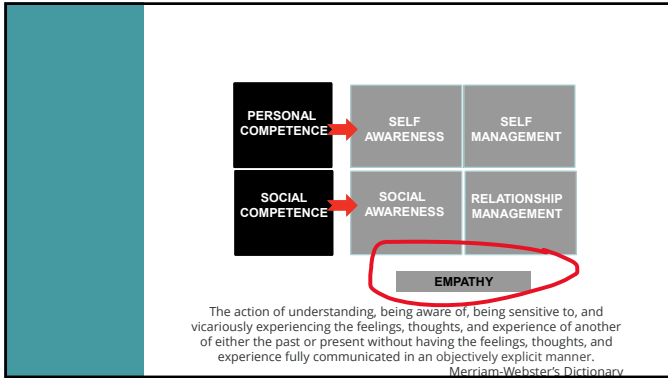 PERSONAL
COMPETENCE
SELF
AWARENESS
SELF
MANAGEMENT
SOCIAL
COMPETENCE
SOCIAL
AWARENESS
RELATIONSHIP
MANAGEMENT
EMPATHY
The action of understanding, being aware of, being sensitive to, and
vicariously experiencing the feelings, thoughts, and experience of another
of either the past or present without having the feelings, thoughts, and
experience fully communicated in an objectively explicit manner.
Merriam-Webster's Dictionary